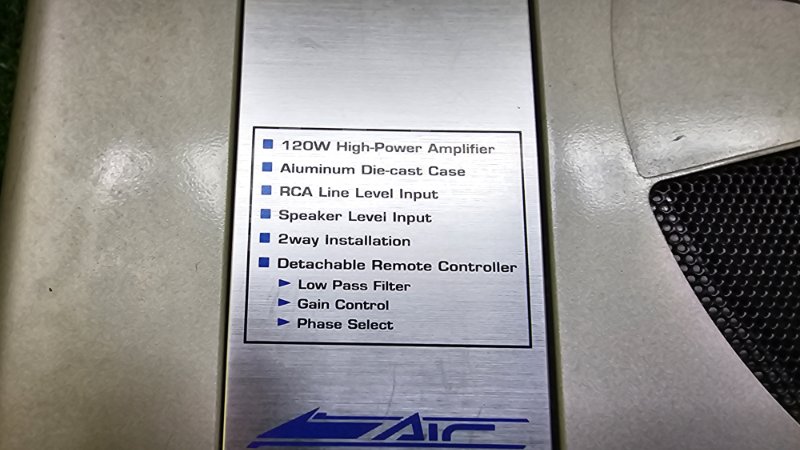 ■ 120W High-Power Amplifier
■ Aluminum Die-cast Case
■ RCA Line Level Input
■ Speaker Level Input
■ 2way Installation
■ Detachable Remote Controller
► Low Pass Filter
► Gain Control
► Phase Select
AIR